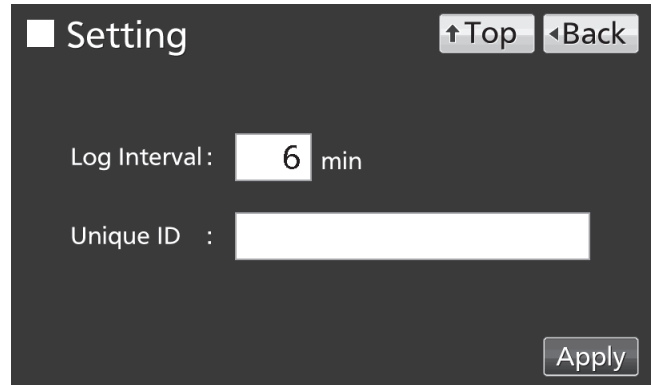 Setting
↑Top
◂Back
Log Interval: 6 min
Unique ID :
Apply